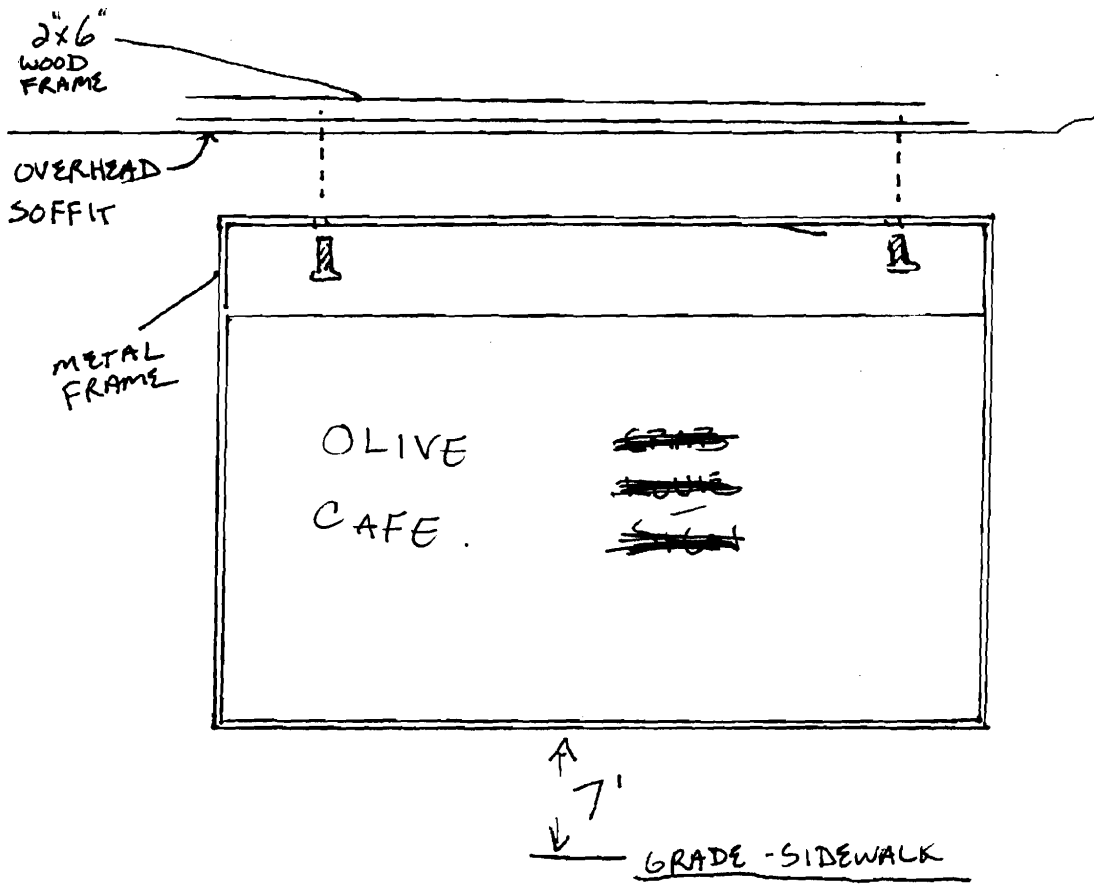 2"x6"
WOOD
FRAME
OVERHEAD
SOFFIT
METAL
FRAME
OLIVE
CAFE.
7'
GRADE - SIDEWALK